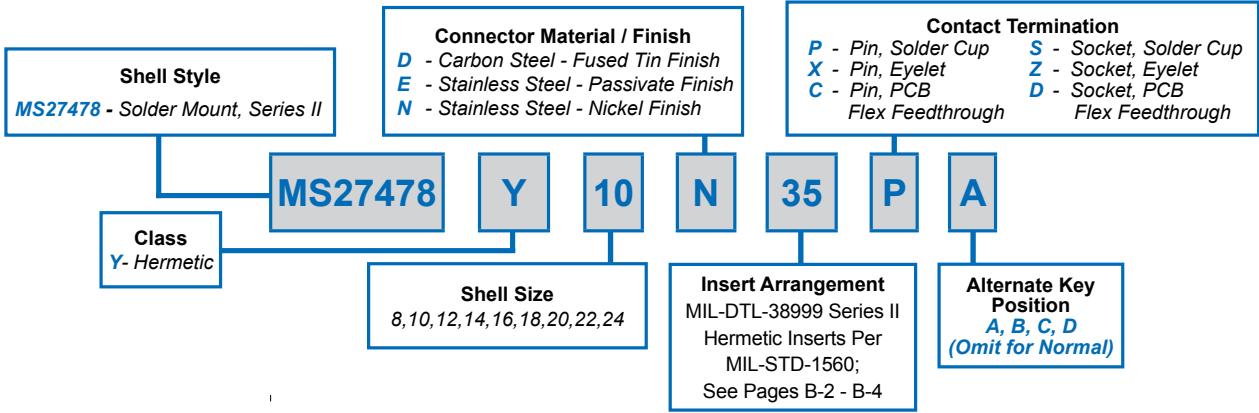 Shell Style
MS27478 - Solder Mount, Series II
Connector Material / Finish
D - Carbon Steel - Fused Tin Finish
E - Stainless Steel - Passivate Finish
N - Stainless Steel - Nickel Finish
Contact Termination
P - Pin, Solder Cup
X - Pin, Eyelet
C - Pin, PCB
Flex Feedthrough
S - Socket, Solder Cup
Z - Socket, Eyelet
D - Socket, PCB
Flex Feedthrough
MS27478 Y 10 N 35 P A
Class
Y- Hermetic
Shell Size
8,10,12,14,16,18,20,22,24
Insert Arrangement
MIL-DTL-38999 Series II
Hermetic Inserts Per
MIL-STD-1560;
See Pages B-2 - B-4
Alternate Key
Position
A, B, C, D
(Omit for Normal)